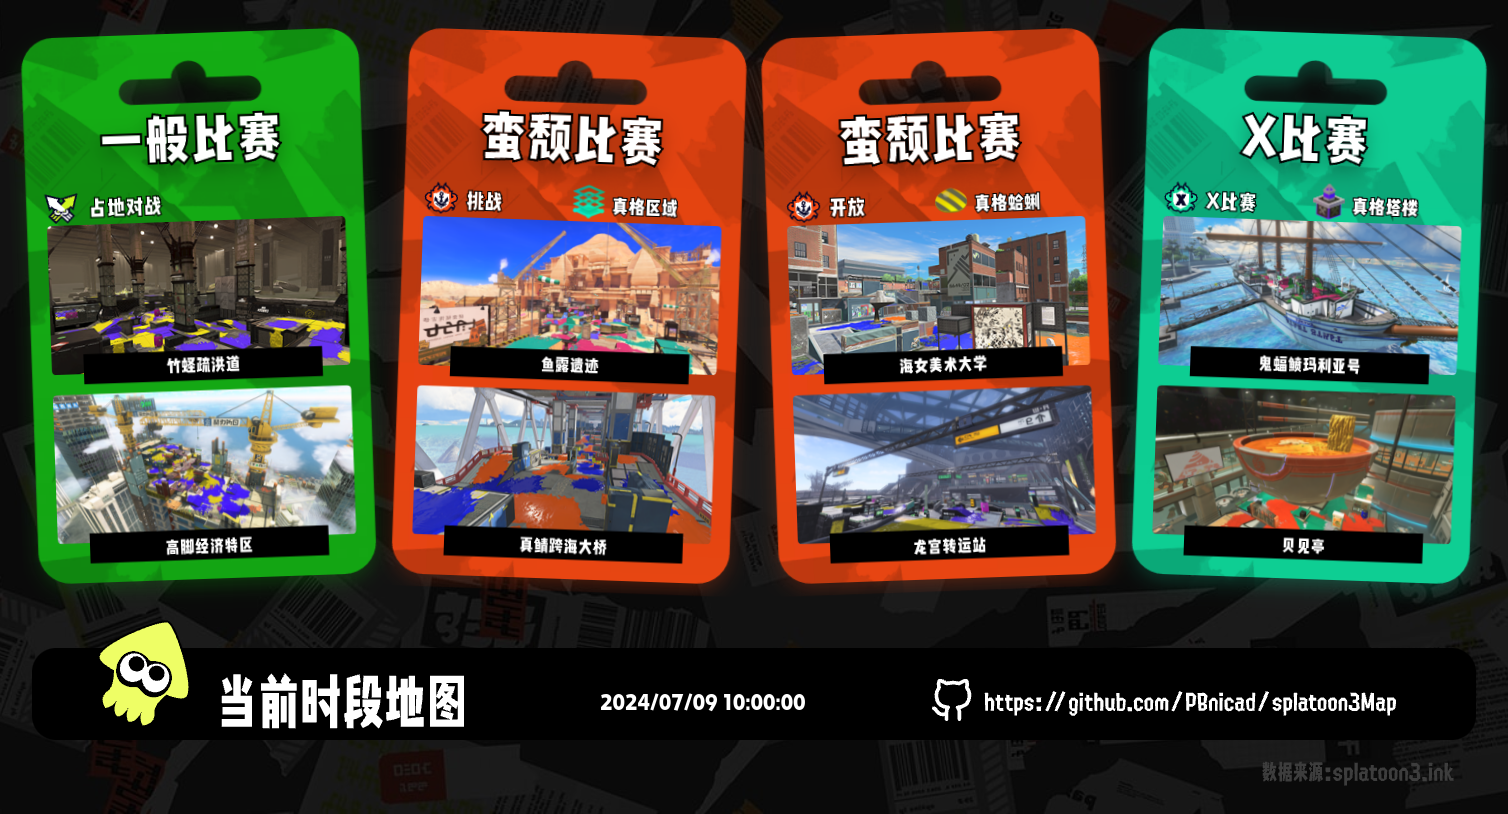 一般比赛
占地对战
竹蛏疏洪道
高脚经济特区
蛮颓比赛
挑战
真格区域
鱼露遗迹
真鲭跨海大桥
蛮颓比赛
开放
真格蛤蜊
海女美术大学
龙宫转运站
X比赛
X比赛
真格塔楼
鬼蝠鲼玛利亚号
贝见亭
当前时段地图
2024/07/09 10:00:00
https://github.com/PBnicad/splatoon3Map
数据来源:splatoon3.ink